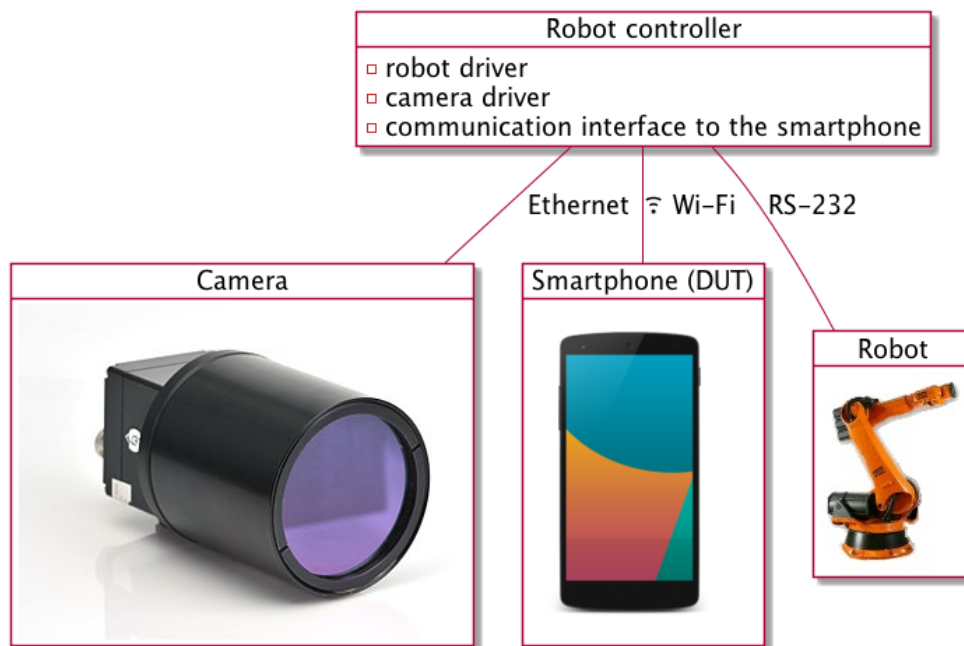 Robot controller
robot driver
camera driver
communication interface to the smartphone
Ethernet
Wi-Fi
RS-232
Camera
Smartphone (DUT)
Robot